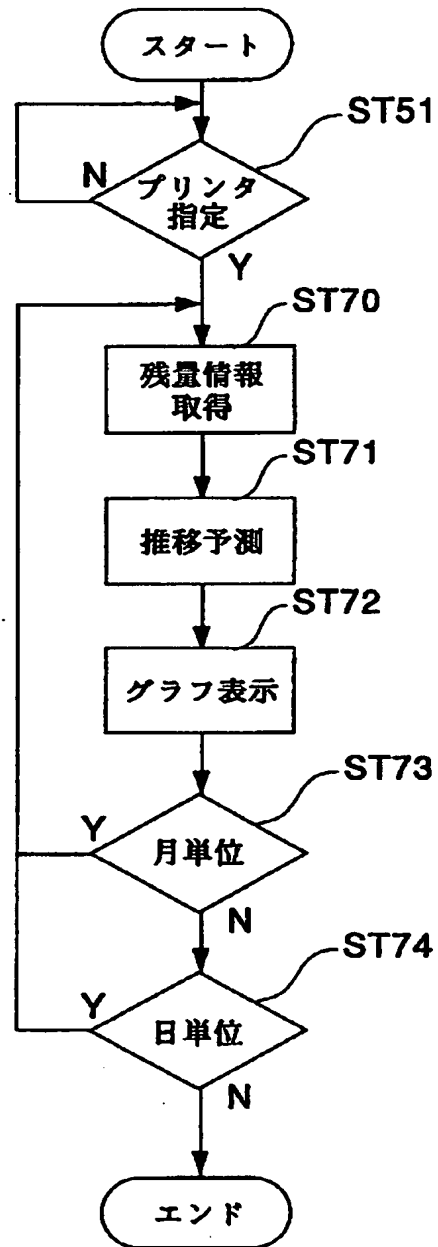 スタート
ST51
N
プリンタ
指定
Y
ST70
残量情報
取得
ST71
推移予測
ST72
グラフ表示
ST73
Y
月単位
N
ST74
Y
日単位
N
エンド